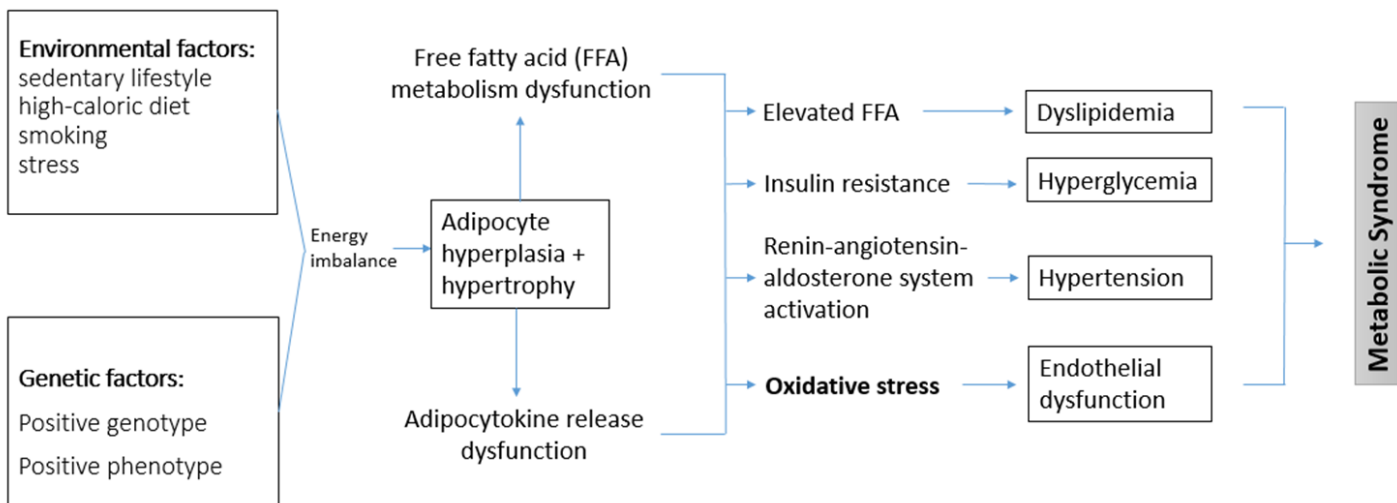 Environmental factors:
sedentary lifestyle
high-caloric diet
smoking
stress
Genetic factors:
Positive genotype
Positive phenotype
Energy
imbalance
Free fatty acid (FFA)
metabolism dysfunction
Adipocyte
hyperplasia +
hypertrophy
Adipocytokine release
dysfunction
Elevated FFA
Insulin resistance
Renin-angiotensin-
aldosterone system
activation
Oxidative stress
Dyslipidemia
Hyperglycemia
Hypertension
Endothelial
dysfunction
Metabolic Syndrome